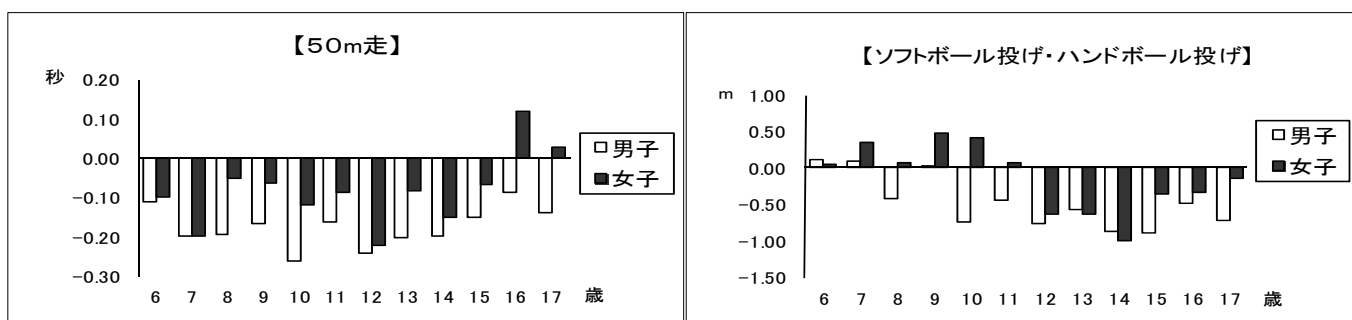 【50m走】
秒
0.20
0.10
0.00
-0.10
-0.20
-0.30
6 7 8 9 10 11 12 13 14 15 16 17 歳
男子
女子
【ソフトボール投げ・ハンドボール投げ】
m
1.00
0.50
0.00
-0.50
-1.00
-1.50
6 7 8 9 10 11 12 13 14 15 16 17 歳
男子
女子